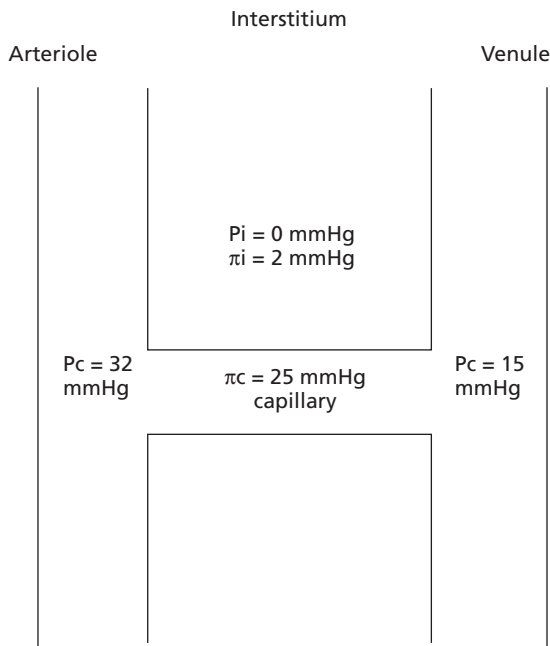 Interstitium
Arteriole
Venule
Pi = 0 mmHg
πi = 2 mmHg
Pc = 32
mmHg
πc = 25 mmHg
capillary
Pc = 15
mmHg